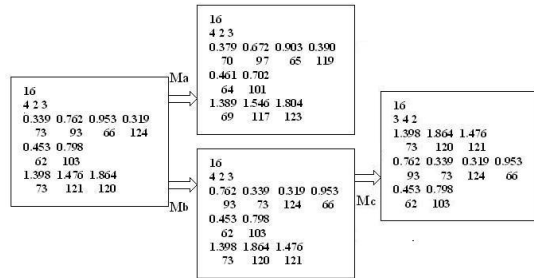 16
4 2 3
0.339 0.762 0.953 0.319
73 93 66 124
0.453 0.798
62 103
1.398 1.476 1.864
73 121 120
Ma
16
4 2 3
0.379 0.672 0.903 0.390
70 97 65 119
0.461 0.702
64 101
1.389 1.546 1.804
69 117 123
Mb
16
4 2 3
0.762 0.339 0.319 0.953
93 73 124 66
0.453 0.798
62 103
1.398 1.864 1.476
73 120 121
Mc
16
3 4 2
1.398 1.864 1.476
73 120 121
0.762 0.339 0.319 0.953
93 73 124 66
0.453 0.798
62 103